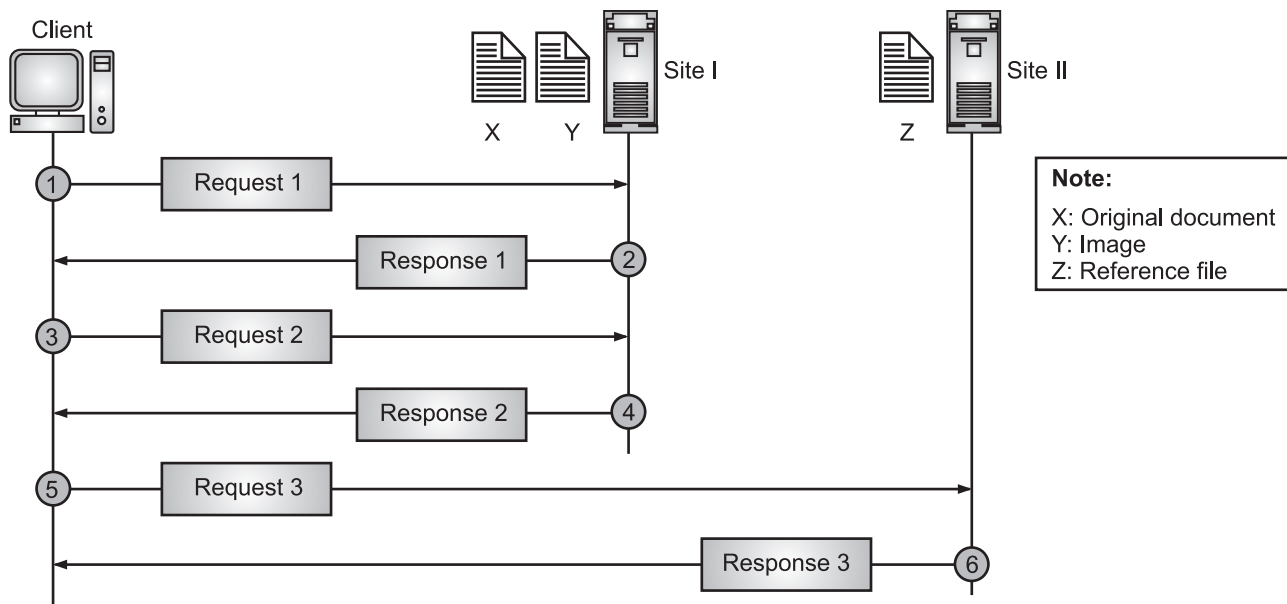 Client
Site I
Site II
X
Y
Z
1
Request 1
Note:
X: Original document
Y: Image
Z: Reference file
Response 1
2
3
Request 2
Response 2
4
5
Request 3
Response 3
6